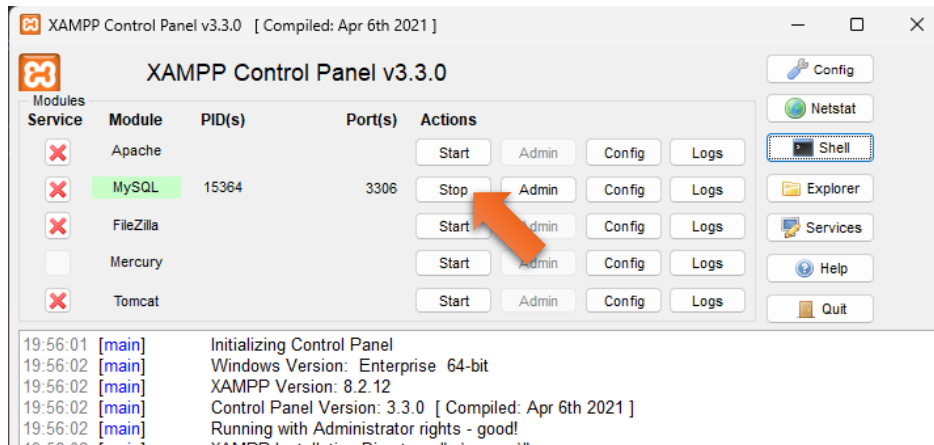 XAMPP Control Panel v3.3.0 [ Compiled: Apr 6th 2021 ]
XAMPP Control Panel v3.3.0
Config
Modules
Service Module PID(s) Port(s) Actions
Netstat
Apache Start Admin Config Logs
Shell
MySQL 15364 3306 Stop Admin Config Logs
Explorer
FileZilla Start Admin Config Logs
Services
Mercury Start Admin Config Logs
Help
Tomcat Start Admin Config Logs
Quit
19:56:01 [main] Initializing Control Panel
19:56:02 [main] Windows Version: Enterprise 64-bit
19:56:02 [main] XAMPP Version: 8.2.12
19:56:02 [main] Control Panel Version: 3.3.0 [ Compiled: Apr 6th 2021 ]
19:56:02 [main] Running with Administrator rights - good!